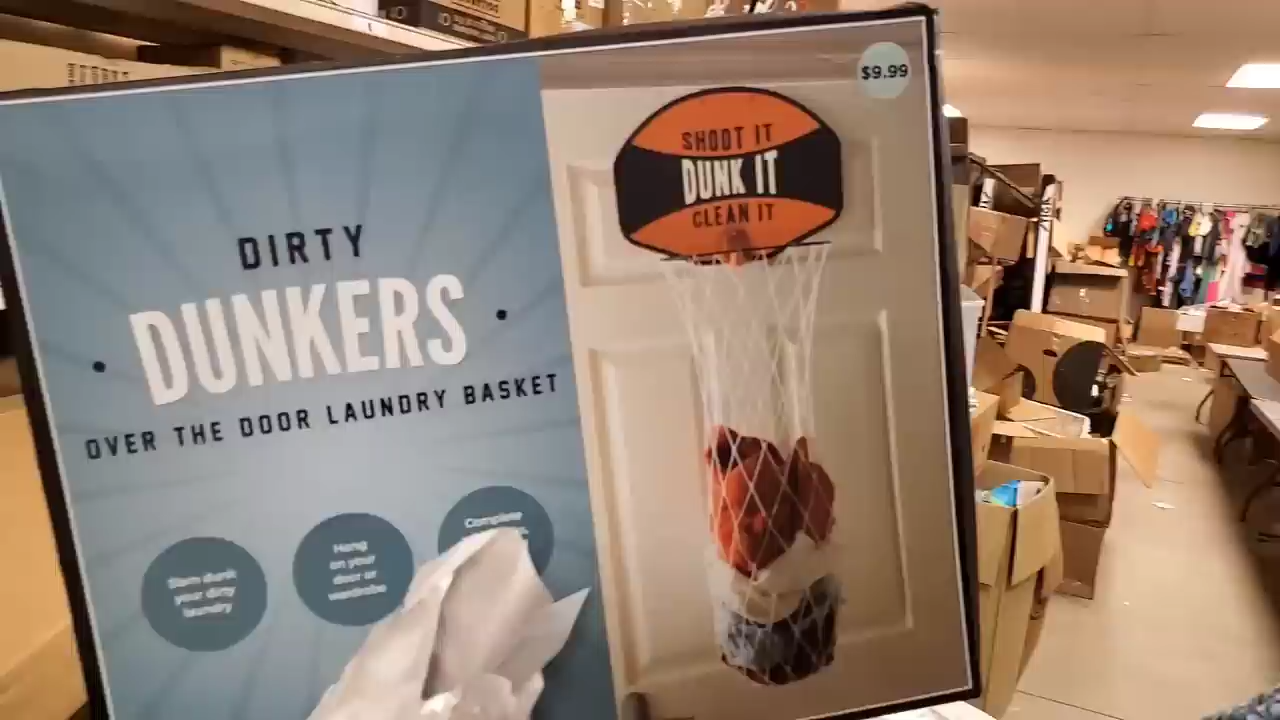 $9.99
SHOOT IT
DUNK IT
CLEAN IT
DIRTY
DUNKERS
OVER THE DOOR LAUNDRY BASKET
Slam dunk
your dirty
laundry
Hang
on your
door or
wardrobe
Complete